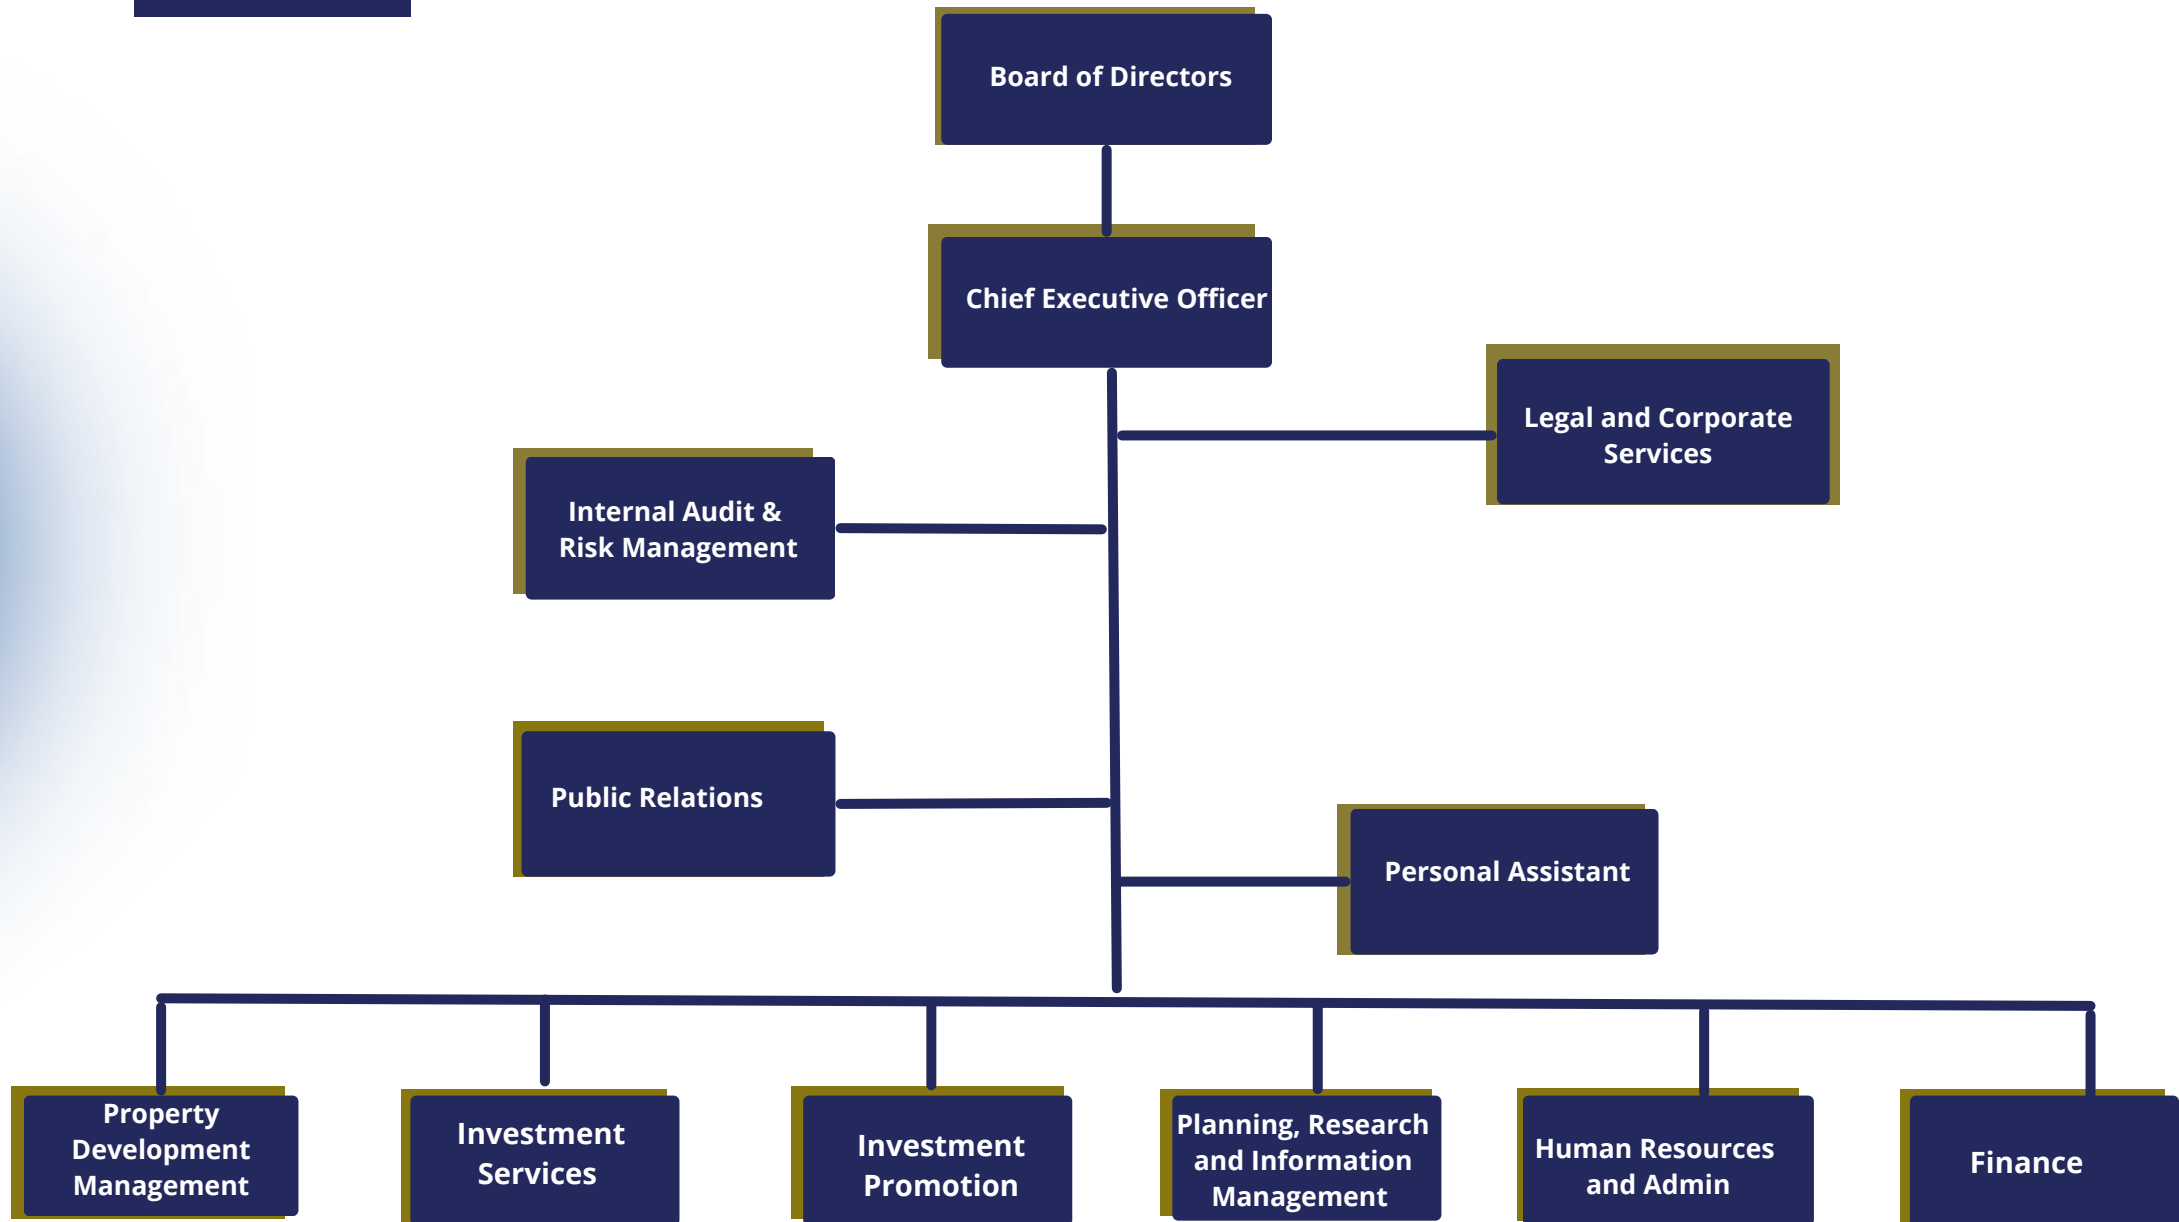 Board of Directors
Chief Executive Officer
Legal and Corporate
Services
Internal Audit &
Risk Management
Public Relations
Personal Assistant
Property
Development
Management
Investment
Services
Investment
Promotion
Planning, Research
and Information
Management
Human Resources
and Admin
Finance